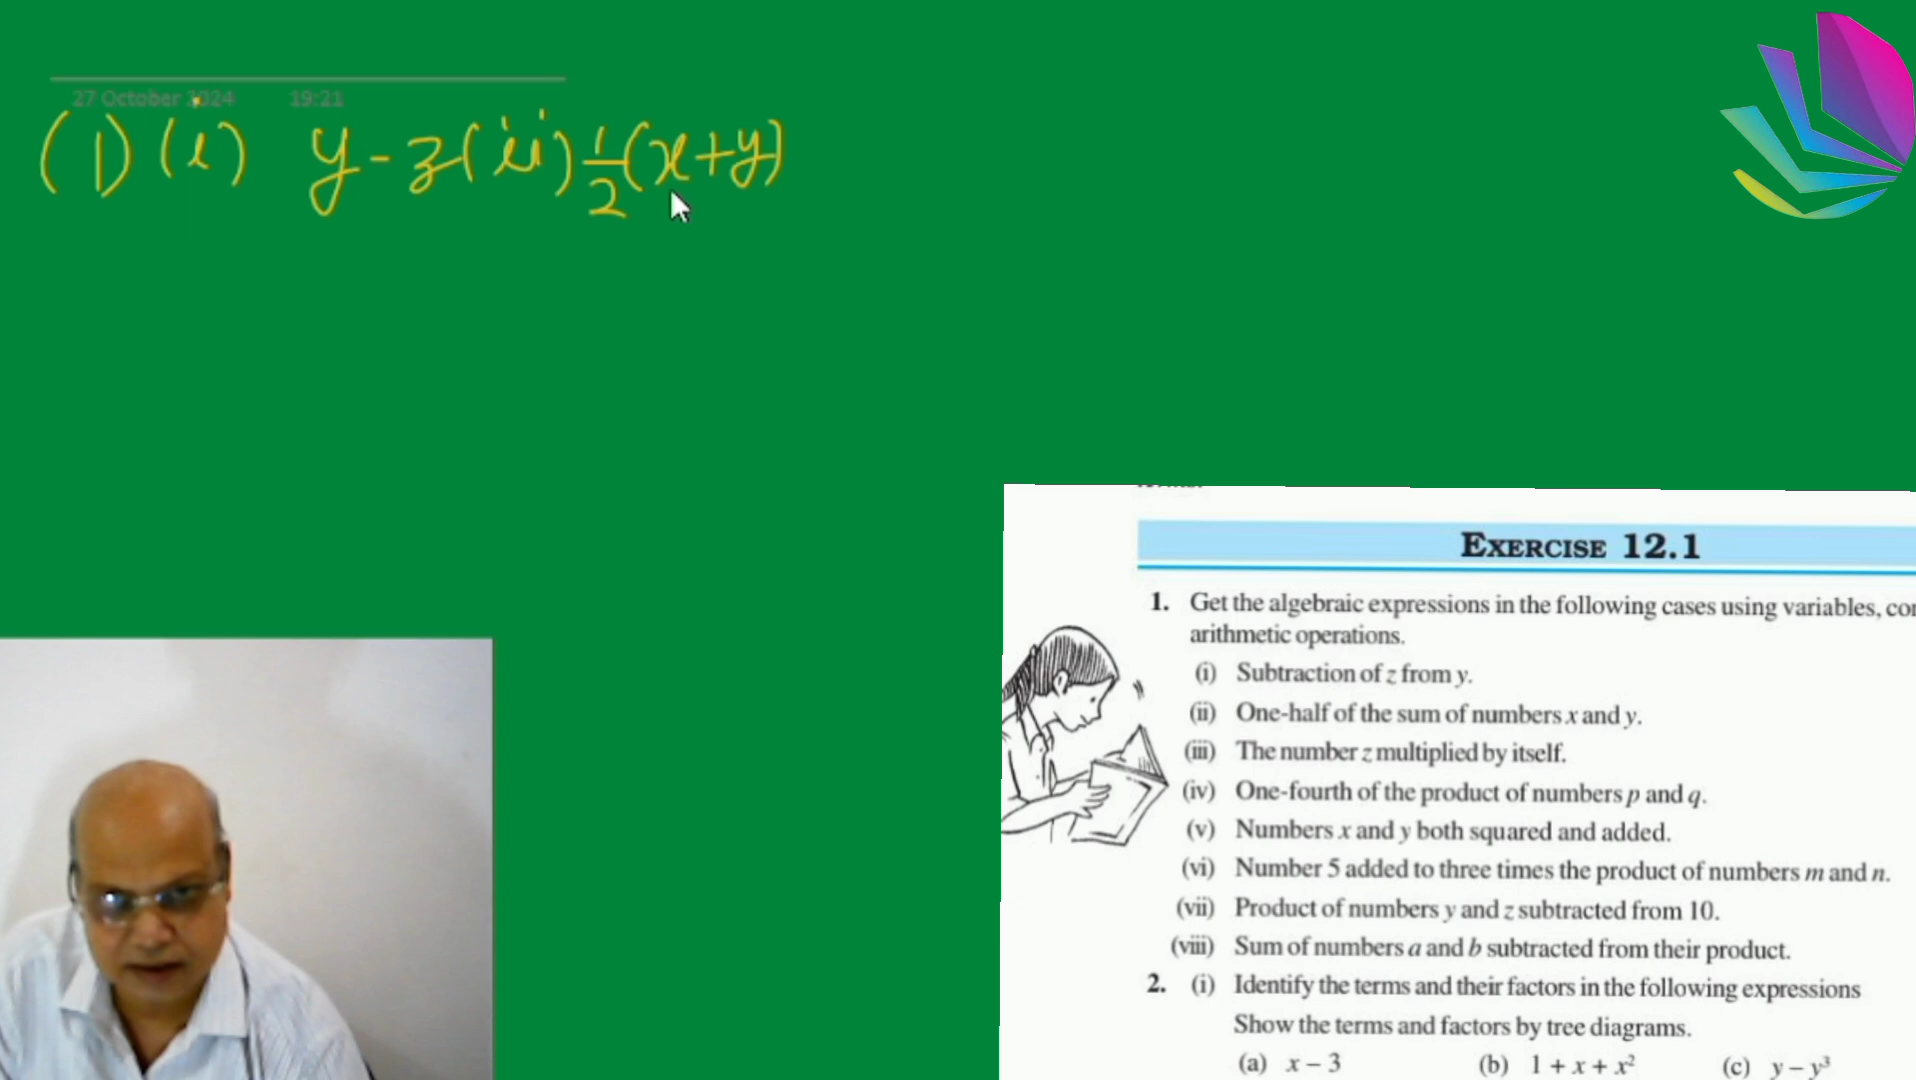 27 October 2024 19:21
(1) (i) y - z (ii) 1/2 (x+y)
EXERCISE 12.1
1. Get the algebraic expressions in the following cases using variables,
arithmetic operations.
(i) Subtraction of z from y.
(ii) One-half of the sum of numbers x and y.
(iii) The number z multiplied by itself.
(iv) One-fourth of the product of numbers p and q.
(v) Numbers x and y both squared and added.
(vi) Number 5 added to three times the product of numbers m and n.
(vii) Product of numbers y and z subtracted from 10.
(viii) Sum of numbers a and b subtracted from their product.
2. (i) Identify the terms and their factors in the following expressions
Show the terms and factors by tree diagrams.
(a) x – 3 (b) 1 + x + x² (c) y – y³